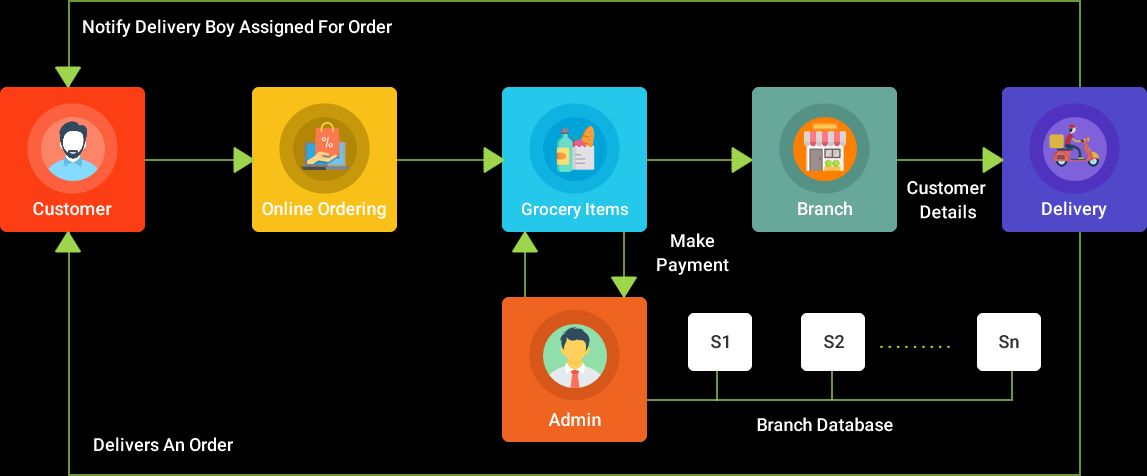 Notify Delivery Boy Assigned For Order
%
Customer
Online Ordering
Grocery Items
Branch
Customer
Details
Delivery
Make
Payment
S1
S2
.........
Sn
Admin
Branch Database
Delivers An Order